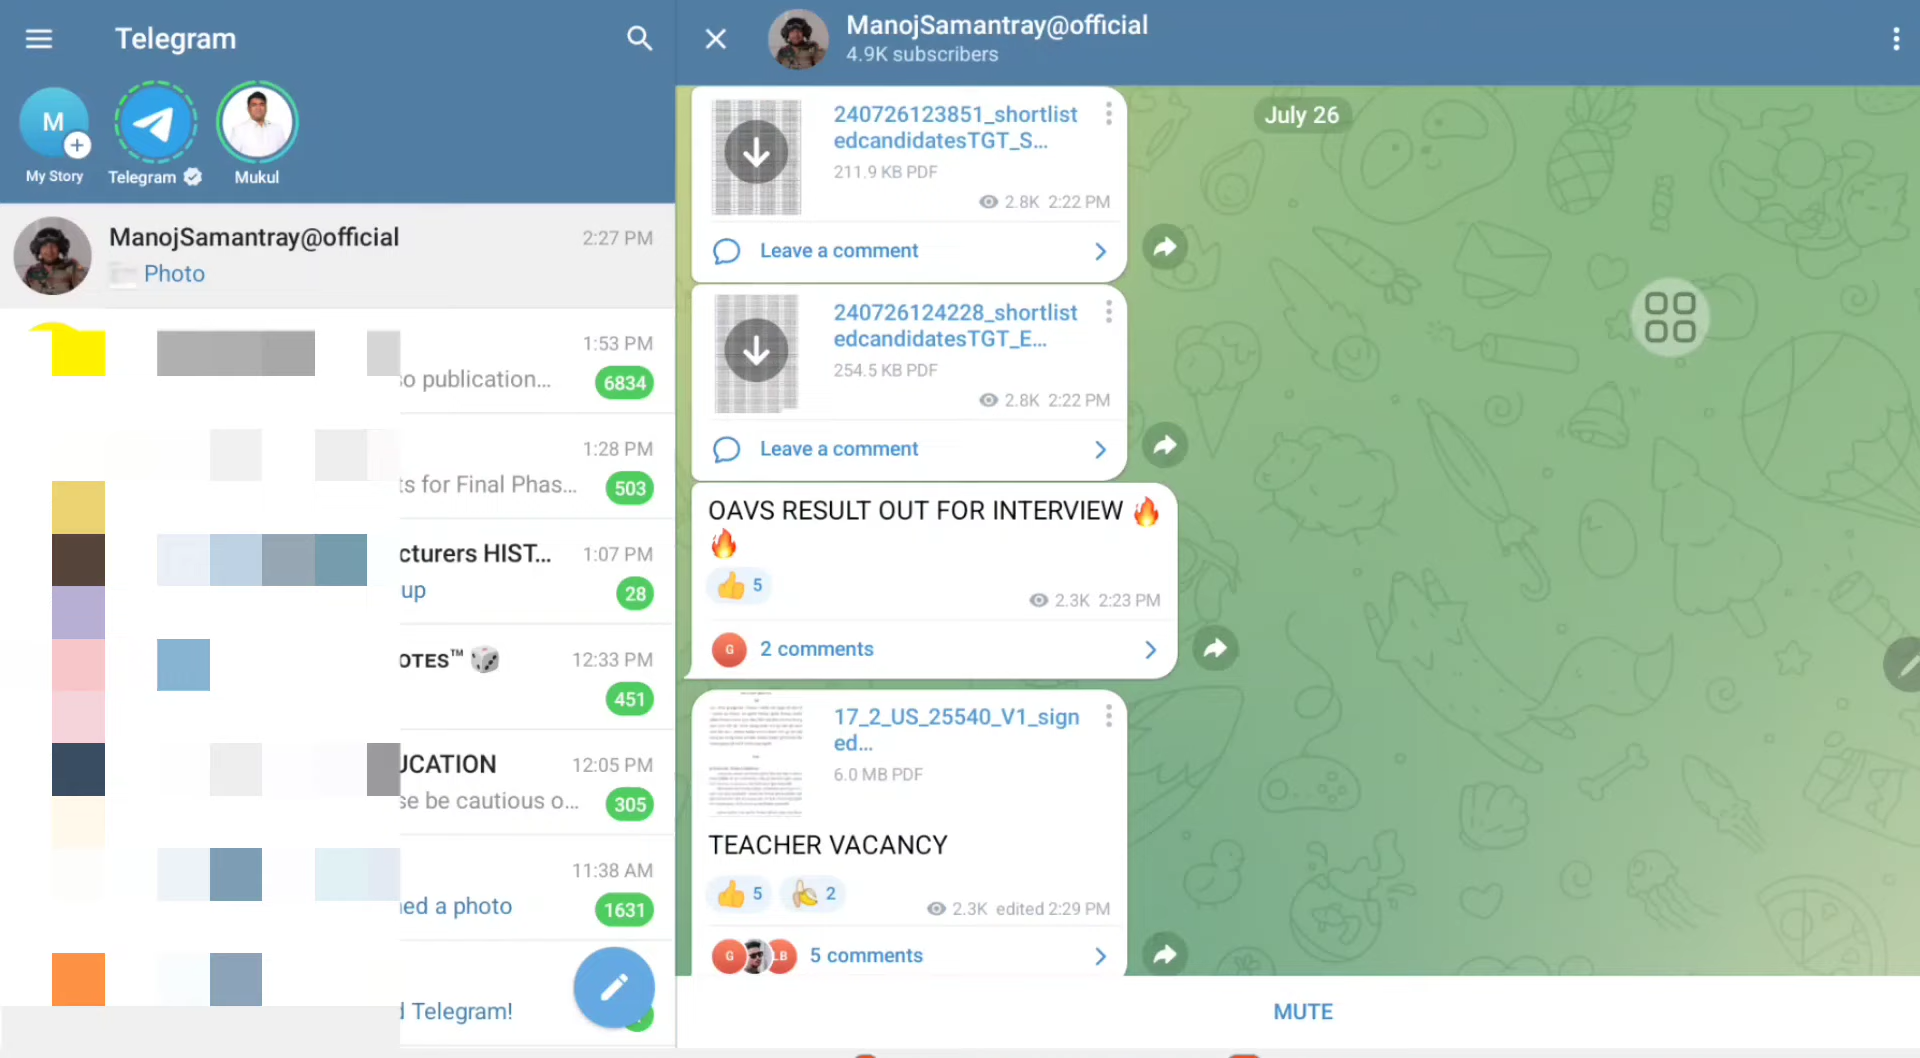 Telegram
M
My Story
Telegram
Mukul
ManojSamantray@official
2:27 PM
Photo
1:53 PM
so publication...
6834
1:28 PM
ts for Final Phas...
503
cturers HIST...
1:07 PM
up
28
OTES™
12:33 PM
451
UCATION
12:05 PM
se be cautious o...
305
11:38 AM
ned a photo
1631
d Telegram!
ManojSamantray@official
4.9K subscribers
July 26
240726123851_shortlist
edcandidatesTGT_S...
211.9 KB PDF
2.8K 2:22 PM
Leave a comment
240726124228_shortlist
edcandidatesTGT_E...
254.5 KB PDF
2.8K 2:22 PM
Leave a comment
OAVS RESULT OUT FOR INTERVIEW 🔥
🔥
👍 5
2.3K 2:23 PM
G
2 comments
17_2_US_25540_V1_sign
ed...
6.0 MB PDF
TEACHER VACANCY
👍 5 🍌 2
2.3K edited 2:29 PM
G LB
5 comments
MUTE